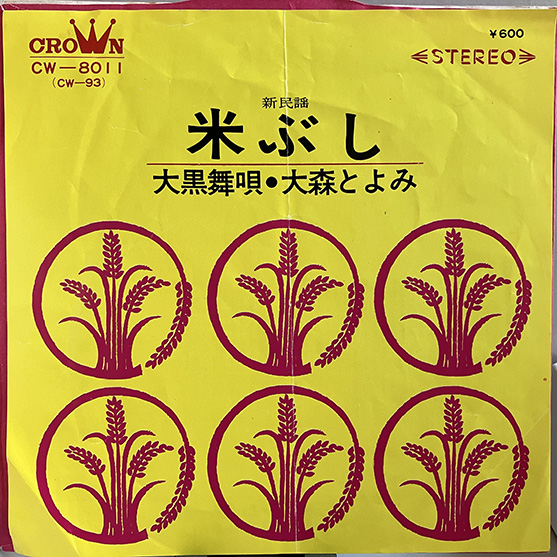 CROWN
CW—8011
(CW—93)
¥600
STEREO
新民謡
米ぶし
大黒舞唄•大森とよみ